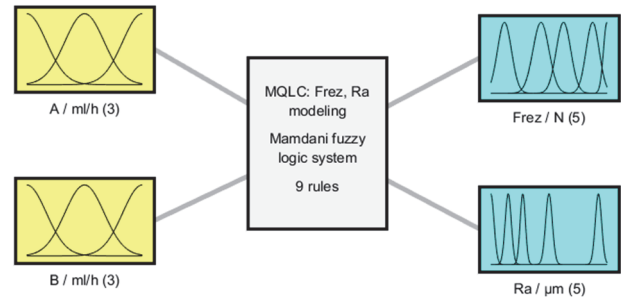 A / ml/h (3)
B / ml/h (3)
MQLC: Frez, Ra
modeling
Mamdani fuzzy
logic system
9 rules
Frez / N (5)
Ra / µm (5)